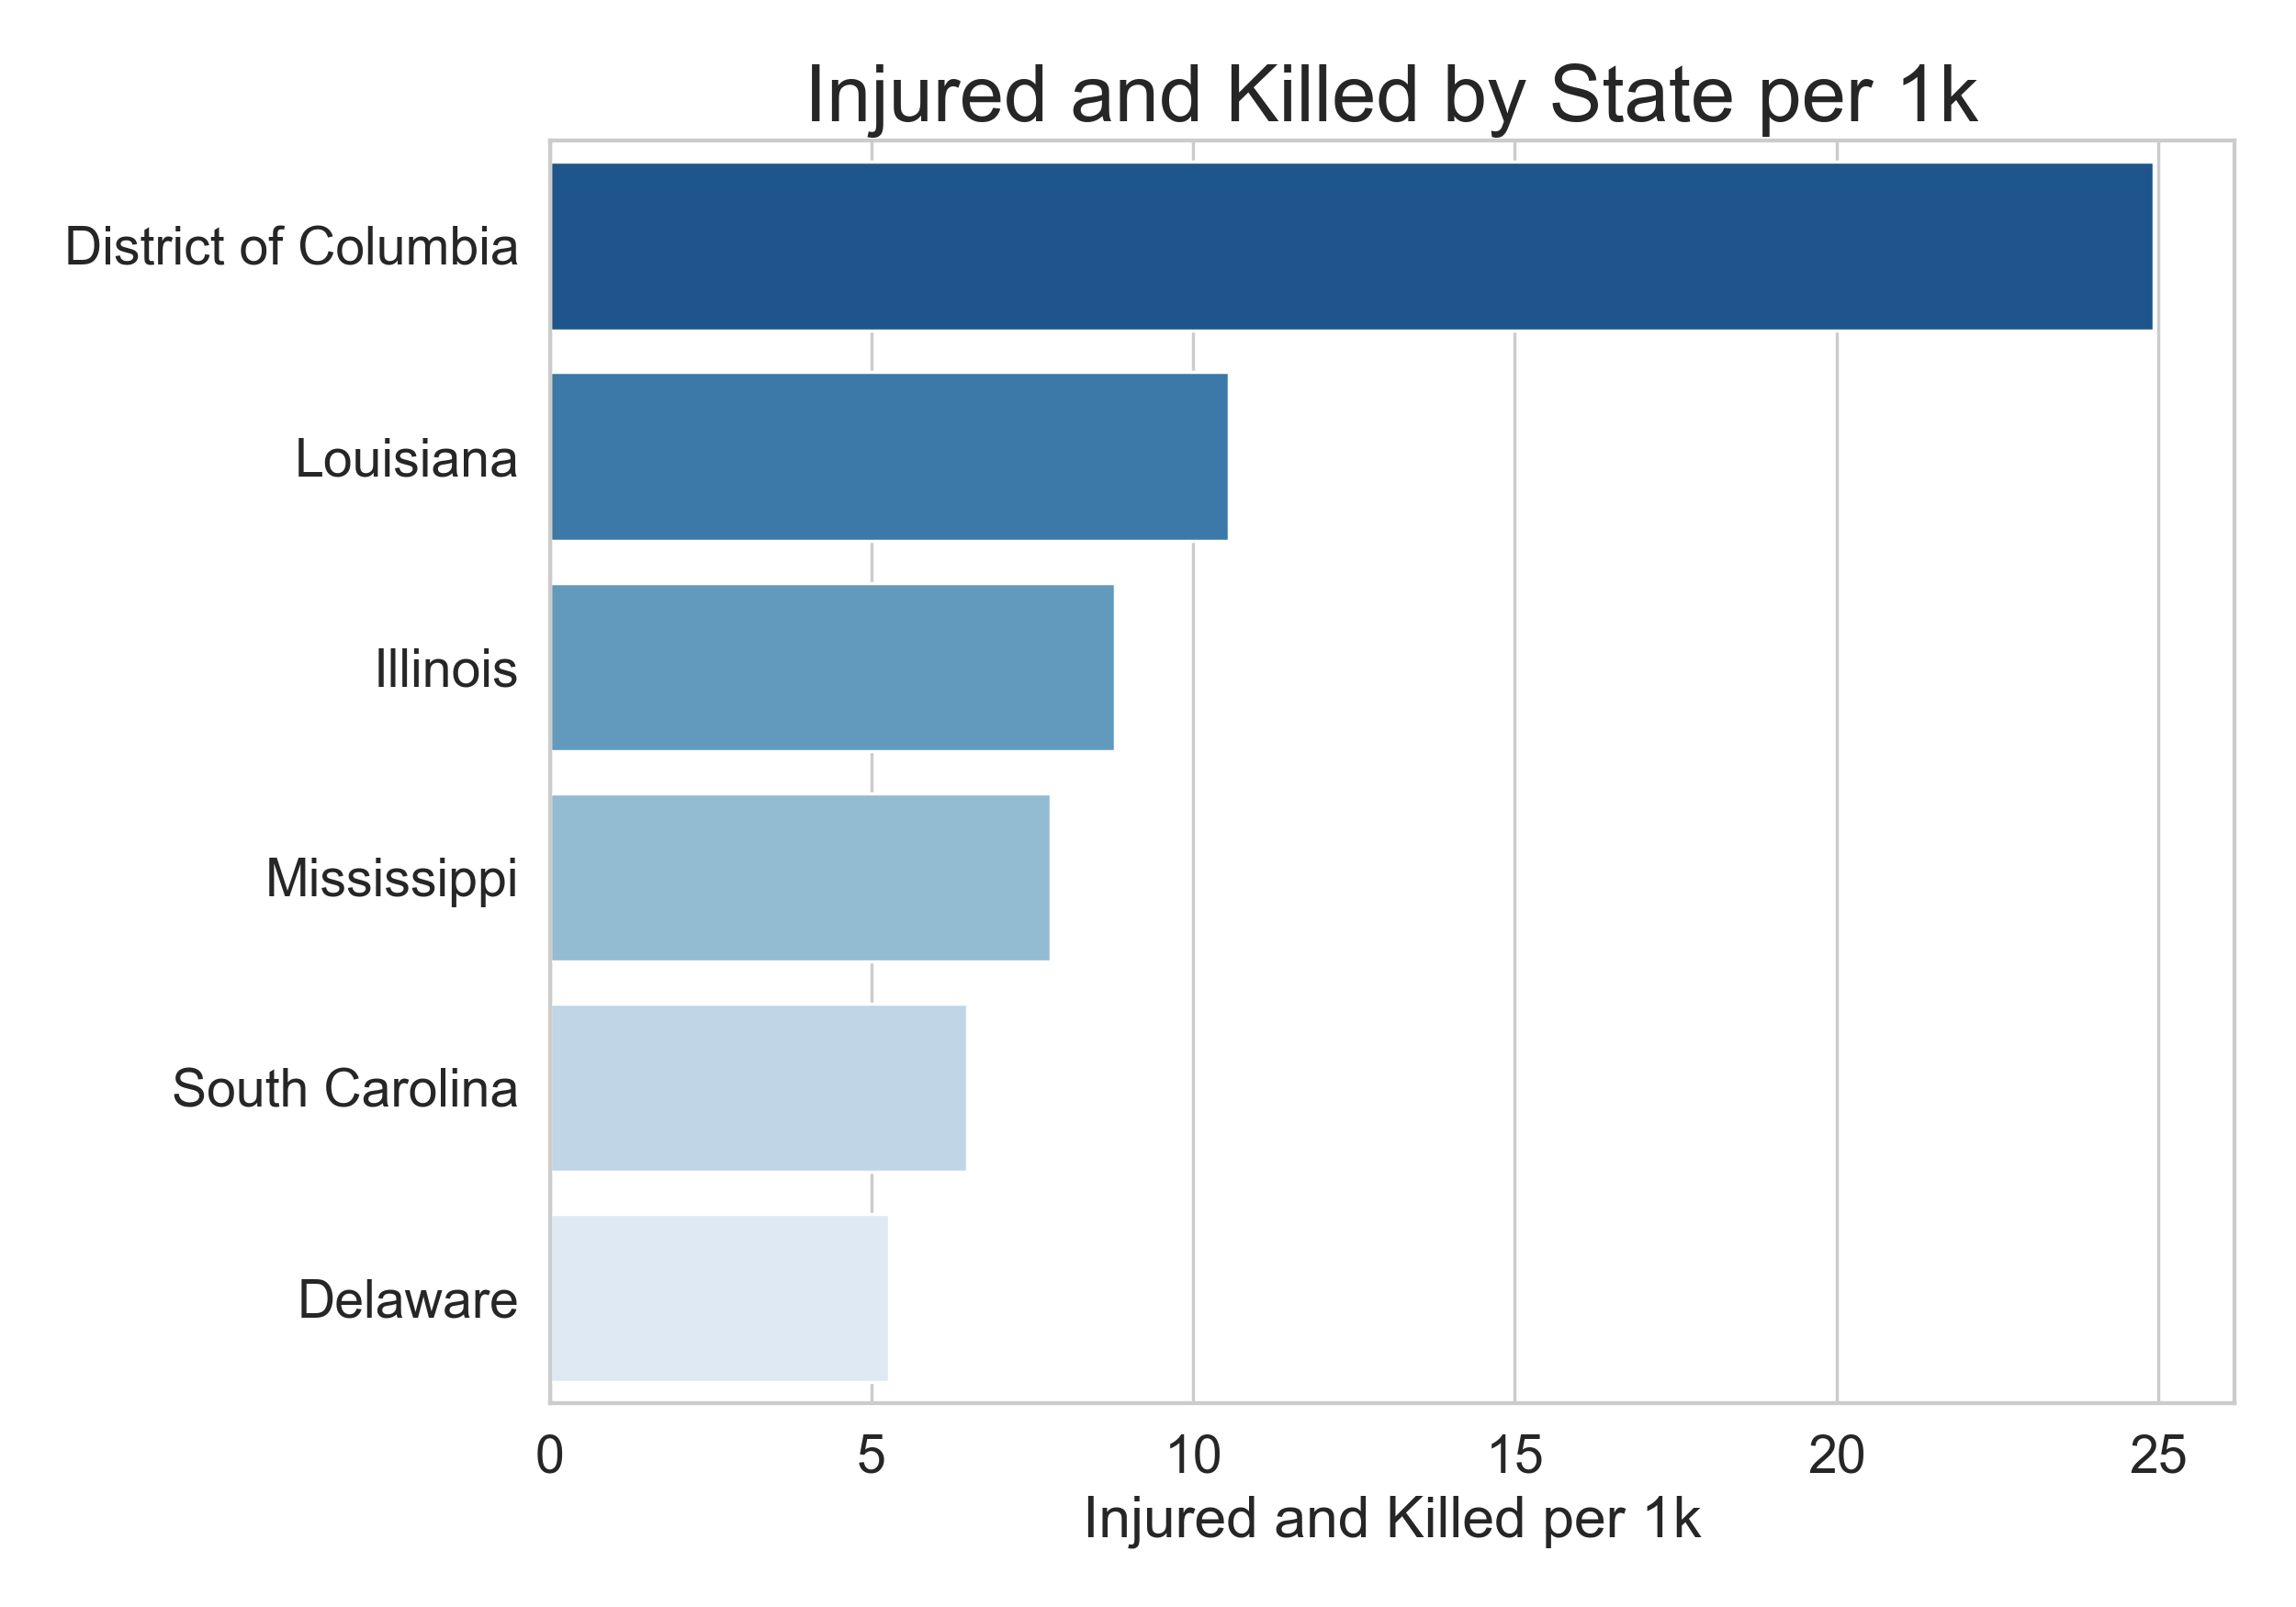 Injured and Killed by State per 1k
District of Columbia
Louisiana
Illinois
Mississippi
South Carolina
Delaware
0 5 10 15 20 25
Injured and Killed per 1k